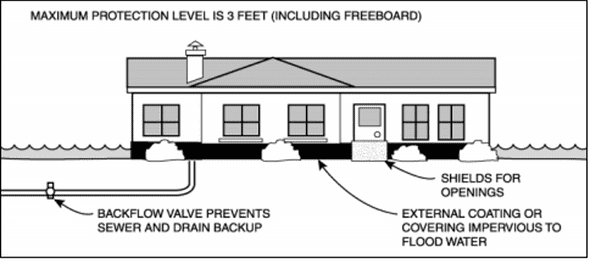 MAXIMUM PROTECTION LEVEL IS 3 FEET (INCLUDING FREEBOARD)
SHIELDS FOR
OPENINGS
BACKFLOW VALVE PREVENTS
SEWER AND DRAIN BACKUP
EXTERNAL COATING OR
COVERING IMPERVIOUS TO
FLOOD WATER